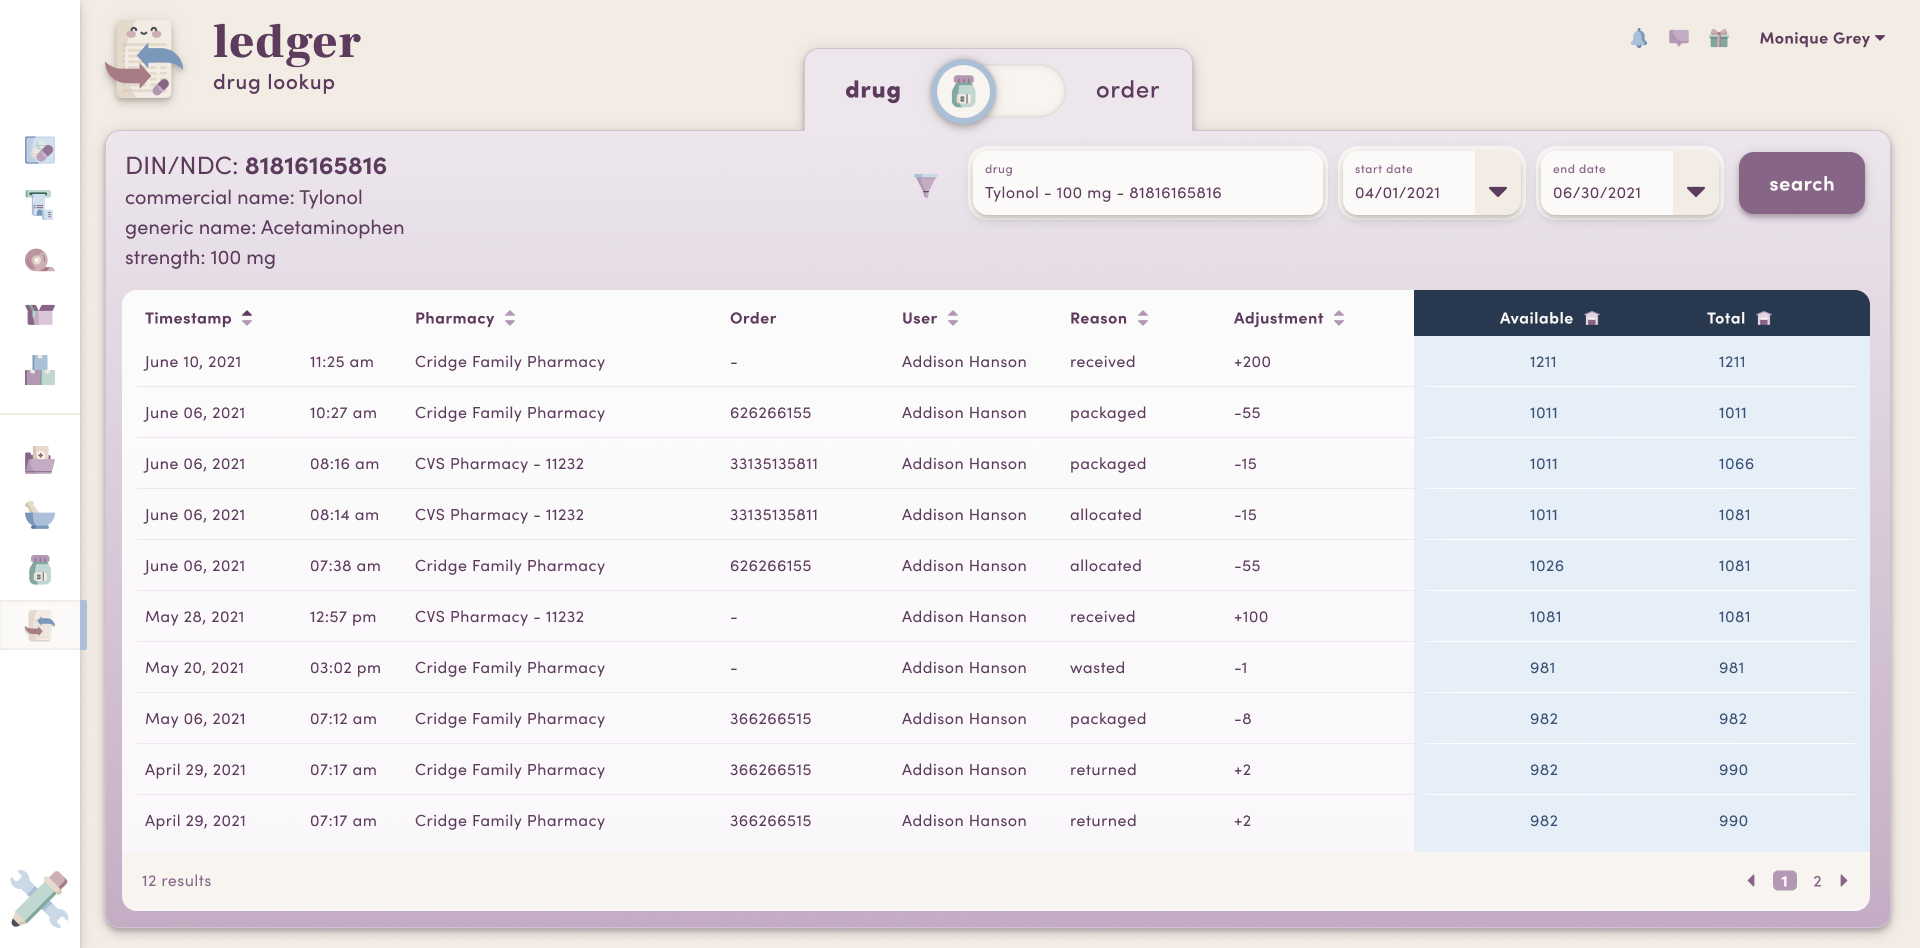 ledger
drug lookup
Monique Grey
drug
order
DIN/NDC: 81816165816
commercial name: Tylonol
generic name: Acetaminophen
strength: 100 mg
drug
Tylonol - 100 mg - 81816165816
start date
04/01/2021
end date
06/30/2021
search
Timestamp Pharmacy Order User Reason Adjustment Available Total
June 10, 2021 11:25 am Cridge Family Pharmacy - Addison Hanson received +200 1211 1211
June 06, 2021 10:27 am Cridge Family Pharmacy 626266155 Addison Hanson packaged -55 1011 1011
June 06, 2021 08:16 am CVS Pharmacy - 11232 33135135811 Addison Hanson packaged -15 1011 1066
June 06, 2021 08:14 am CVS Pharmacy - 11232 33135135811 Addison Hanson allocated -15 1011 1081
June 06, 2021 07:38 am Cridge Family Pharmacy 626266155 Addison Hanson allocated -55 1026 1081
May 28, 2021 12:57 pm CVS Pharmacy - 11232 - Addison Hanson received +100 1081 1081
May 20, 2021 03:02 pm Cridge Family Pharmacy - Addison Hanson wasted -1 981 981
May 06, 2021 07:12 am Cridge Family Pharmacy 366266515 Addison Hanson packaged -8 982 982
April 29, 2021 07:17 am Cridge Family Pharmacy 366266515 Addison Hanson returned +2 982 990
April 29, 2021 07:17 am Cridge Family Pharmacy 366266515 Addison Hanson returned +2 982 990
12 results
1 2